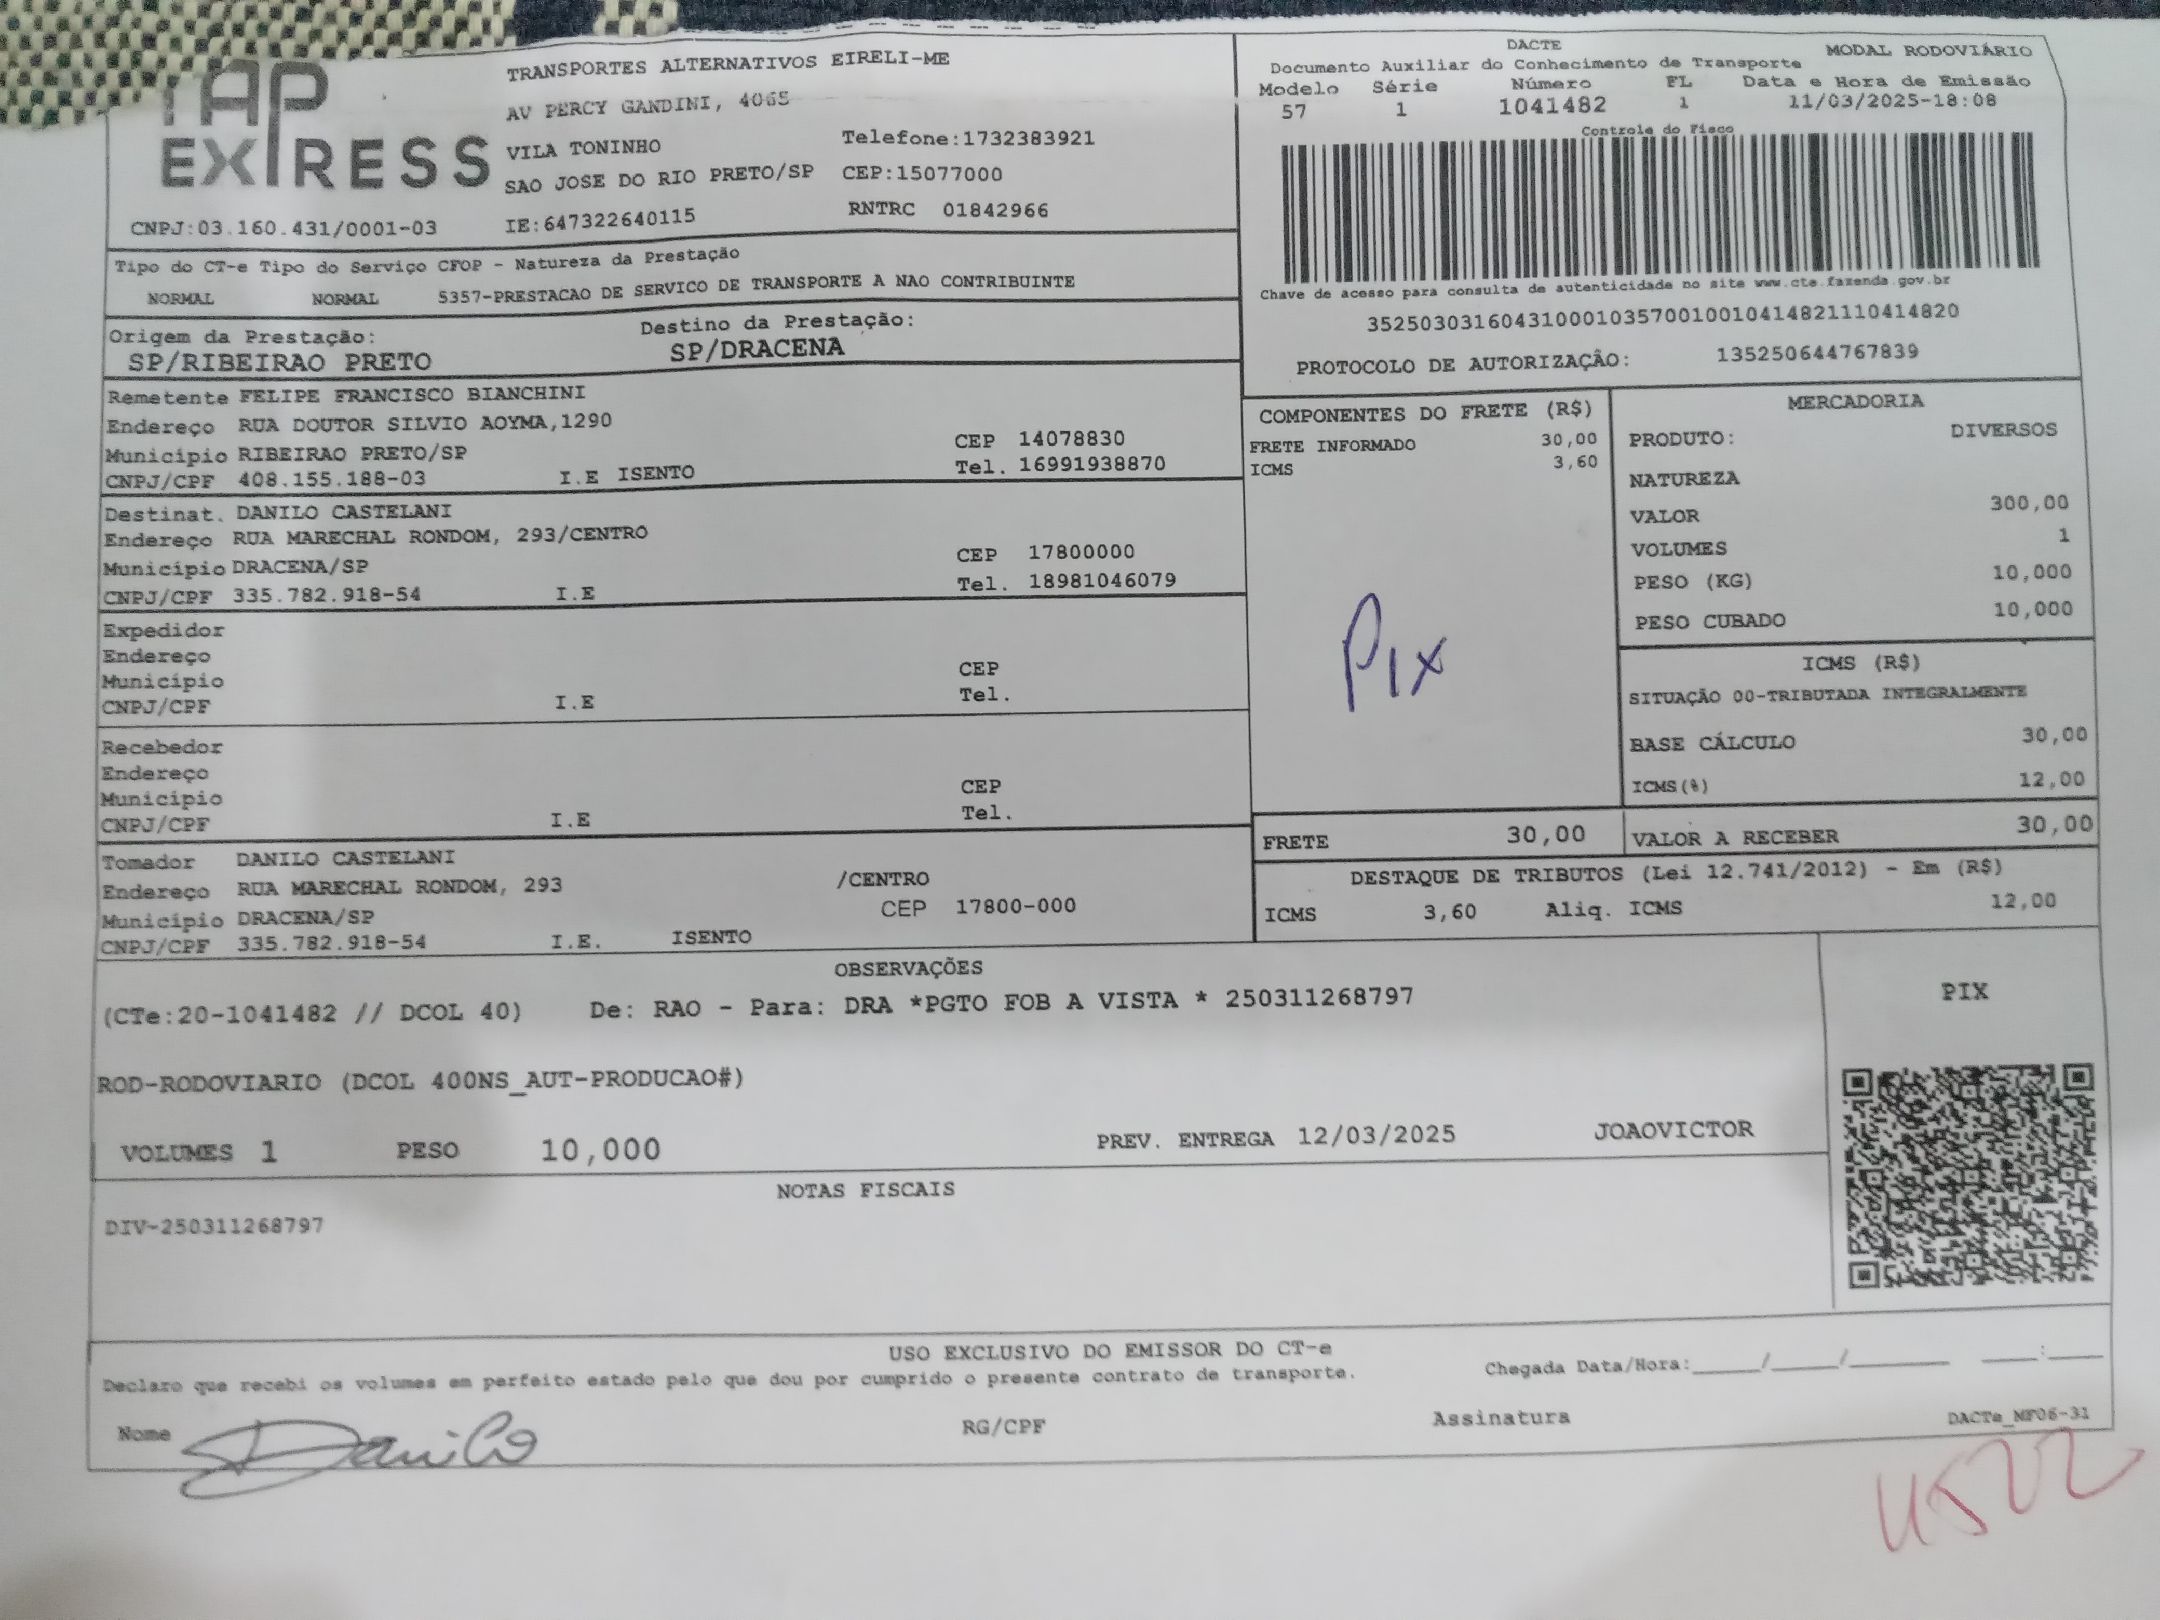 TAP
EXPRESS
TRANSPORTES ALTERNATIVOS EIRELI-ME
AV PERCY GANDINI, 4065
VILA TONINHO Telefone:1732383921
SAO JOSE DO RIO PRETO/SP CEP:15077000
CNPJ:03.160.431/0001-03 IE:647322640115 RNTRC 01842966
DACTE MODAL RODOVIÁRIO
Documento Auxiliar do Conhecimento de Transporte
Modelo Série Número FL Data e Hora de Emissão
57 1 1041482 1 11/03/2025-18:08
Controle do Fisco
Chave de acesso para consulta de autenticidade no site www.cte.fazenda.gov.br
35250303160431000103570010010414821110414820
PROTOCOLO DE AUTORIZAÇÃO: 135250644767839
Tipo do CT-e Tipo do Serviço CFOP - Natureza da Prestação
NORMAL NORMAL 5357-PRESTACAO DE SERVICO DE TRANSPORTE A NAO CONTRIBUINTE
Origem da Prestação: Destino da Prestação:
SP/RIBEIRAO PRETO SP/DRACENA
Remetente FELIPE FRANCISCO BIANCHINI
Endereço RUA DOUTOR SILVIO AOYMA,1290
Município RIBEIRAO PRETO/SP CEP 14078830
CNPJ/CPF 408.155.188-03 I.E ISENTO Tel. 16991938870
Destinat. DANILO CASTELANI
Endereço RUA MARECHAL RONDOM, 293/CENTRO
Município DRACENA/SP CEP 17800000
CNPJ/CPF 335.782.918-54 I.E Tel. 18981046079
Expedidor
Endereço
Município CEP
CNPJ/CPF I.E Tel.
Recebedor
Endereço
Município CEP
CNPJ/CPF I.E Tel.
Tomador DANILO CASTELANI
Endereço RUA MARECHAL RONDOM, 293 /CENTRO
Município DRACENA/SP CEP 17800-000
CNPJ/CPF 335.782.918-54 I.E. ISENTO
COMPONENTES DO FRETE (R$)
FRETE INFORMADO 30,00
ICMS 3,60
Pix
MERCADORIA
PRODUTO: DIVERSOS
NATUREZA
VALOR 300,00
VOLUMES 1
PESO (KG) 10,000
PESO CUBADO 10,000
ICMS (R$)
SITUAÇÃO 00-TRIBUTADA INTEGRALMENTE
BASE CÁLCULO 30,00
ICMS(%) 12,00
FRETE 30,00 VALOR A RECEBER 30,00
DESTAQUE DE TRIBUTOS (Lei 12.741/2012) - Em (R$)
ICMS 3,60 Aliq. ICMS 12,00
OBSERVAÇÕES
(CTe:20-1041482 // DCOL 40) De: RAO - Para: DRA *PGTO FOB A VISTA * 250311268797
ROD-RODOVIARIO (DCOL 400NS_AUT-PRODUCAO#)
VOLUMES 1 PESO 10,000 PREV. ENTREGA 12/03/2025 JOAOVICTOR
PIX
NOTAS FISCAIS
DIV-250311268797
USO EXCLUSIVO DO EMISSOR DO CT-e
Declaro que recebi os volumes em perfeito estado pelo que dou por cumprido o presente contrato de transporte. Chegada Data/Hora:_____/_____/_______ ____:____
Nome Danilo RG/CPF Assinatura DACTe_NF06-31